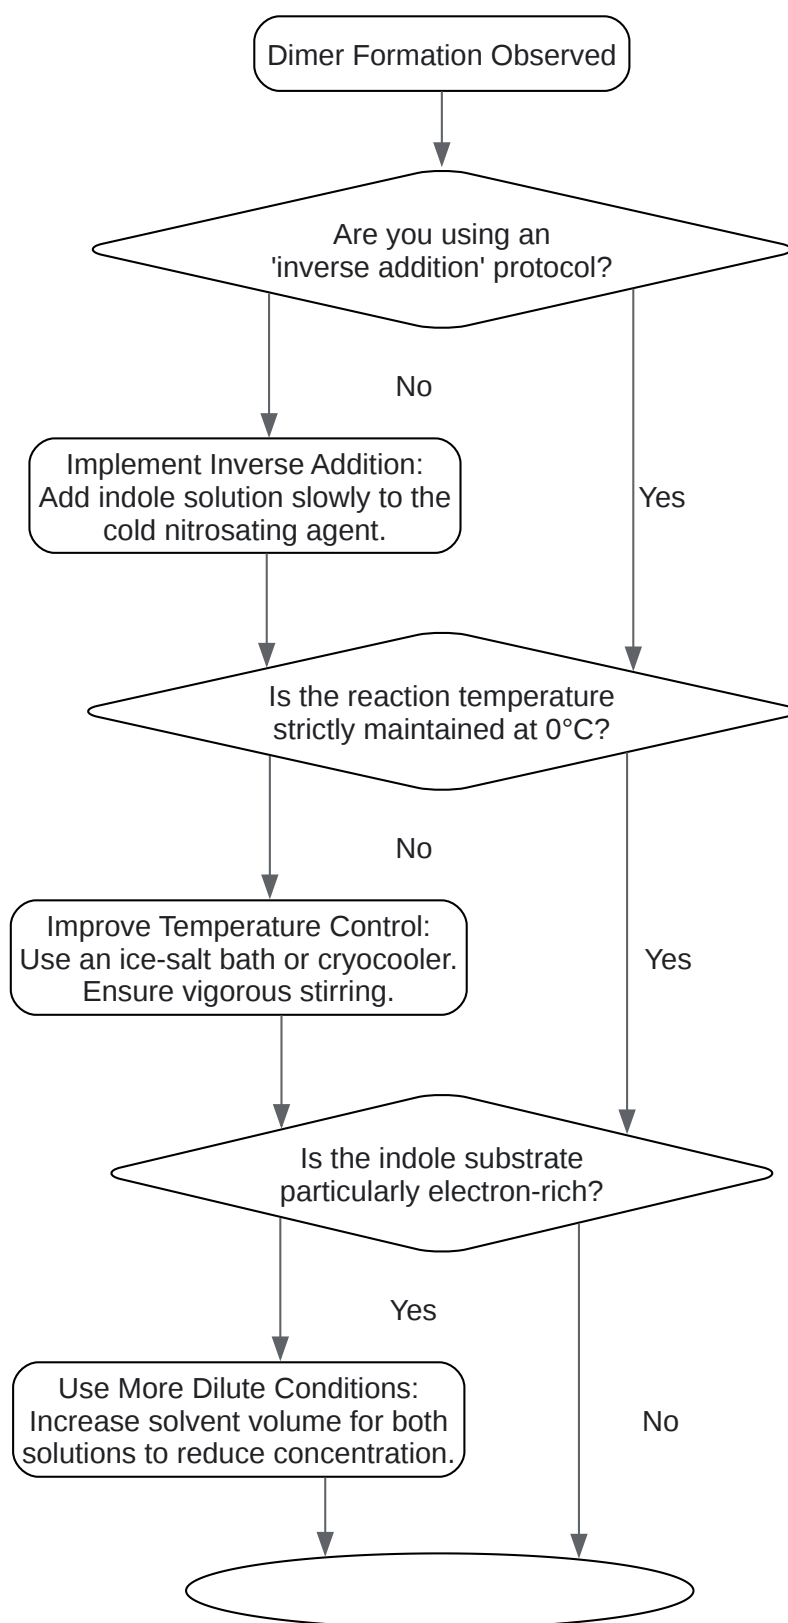 Dimer Formation Observed
Are you using an
'inverse addition' protocol?
No
Implement Inverse Addition:
Add indole solution slowly to the
cold nitrosating agent.
Yes
Is the reaction temperature
strictly maintained at 0°C?
No
Improve Temperature Control:
Use an ice-salt bath or cryocooler.
Ensure vigorous stirring.
Yes
Is the indole substrate
particularly electron-rich?
Yes
Use More Dilute Conditions:
Increase solvent volume for both
solutions to reduce concentration.
No